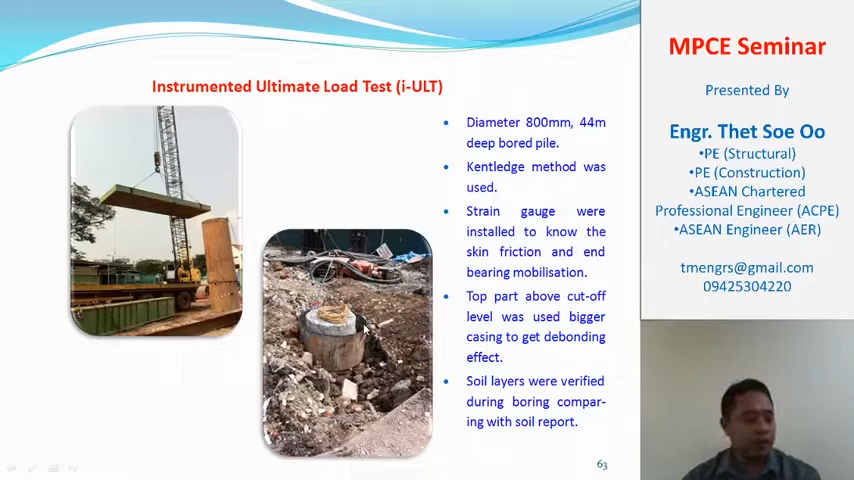 Instrumented Ultimate Load Test (i-ULT)
• Diameter 800mm, 44m
deep bored pile.
• Kentledge method was
used.
• Strain gauge were
installed to know the
skin friction and end
bearing mobilisation.
• Top part above cut-off
level was used bigger
casing to get debonding
effect.
• Soil layers were verified
during boring compar-
ing with soil report.
63
MPCE Seminar
Presented By
Engr. Thet Soe Oo
•PE (Structural)
•PE (Construction)
•ASEAN Chartered
Professional Engineer (ACPE)
•ASEAN Engineer (AER)
tmengrs@gmail.com
09425304220